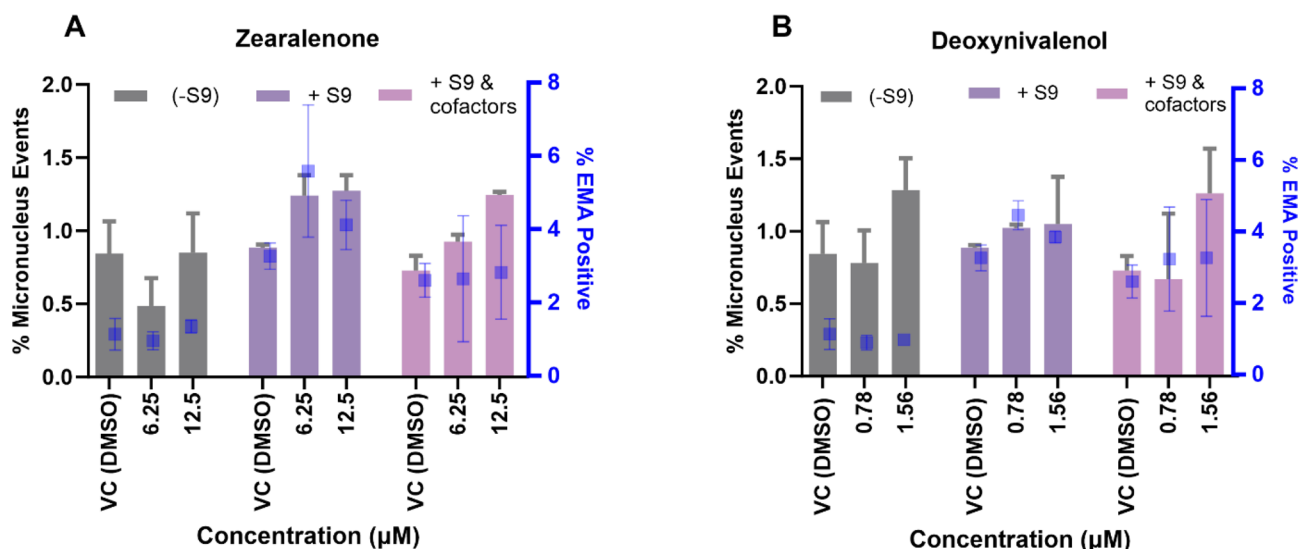 A
Zearalenone
(-S9)
+ S9
+ S9 &
cofactors
% Micronucleus Events
2.0
1.5
1.0
0.5
0.0
8
6
4
2
0
% EMA Positive
VC (DMSO)
6.25
12.5
VC (DMSO)
6.25
12.5
VC (DMSO)
6.25
12.5
Concentration (µM)
B
Deoxynivalenol
(-S9)
+ S9
+ S9 &
cofactors
% Micronucleus Events
2.0
1.5
1.0
0.5
0.0
8
6
4
2
0
% EMA Positive
VC (DMSO)
0.78
1.56
VC (DMSO)
0.78
1.56
VC (DMSO)
0.78
1.56
Concentration (µM)